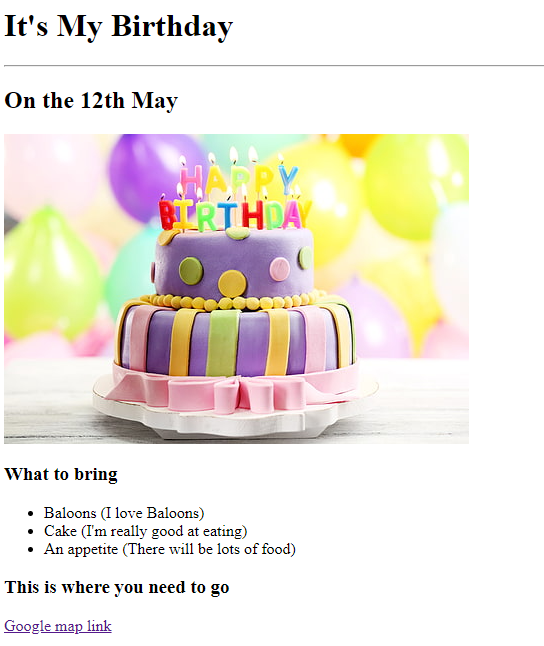 It's My Birthday
On the 12th May
HAPPY
BIRTHDAY
What to bring
Baloons (I love Baloons)
Cake (I'm really good at eating)
An appetite (There will be lots of food)
This is where you need to go
Google map link